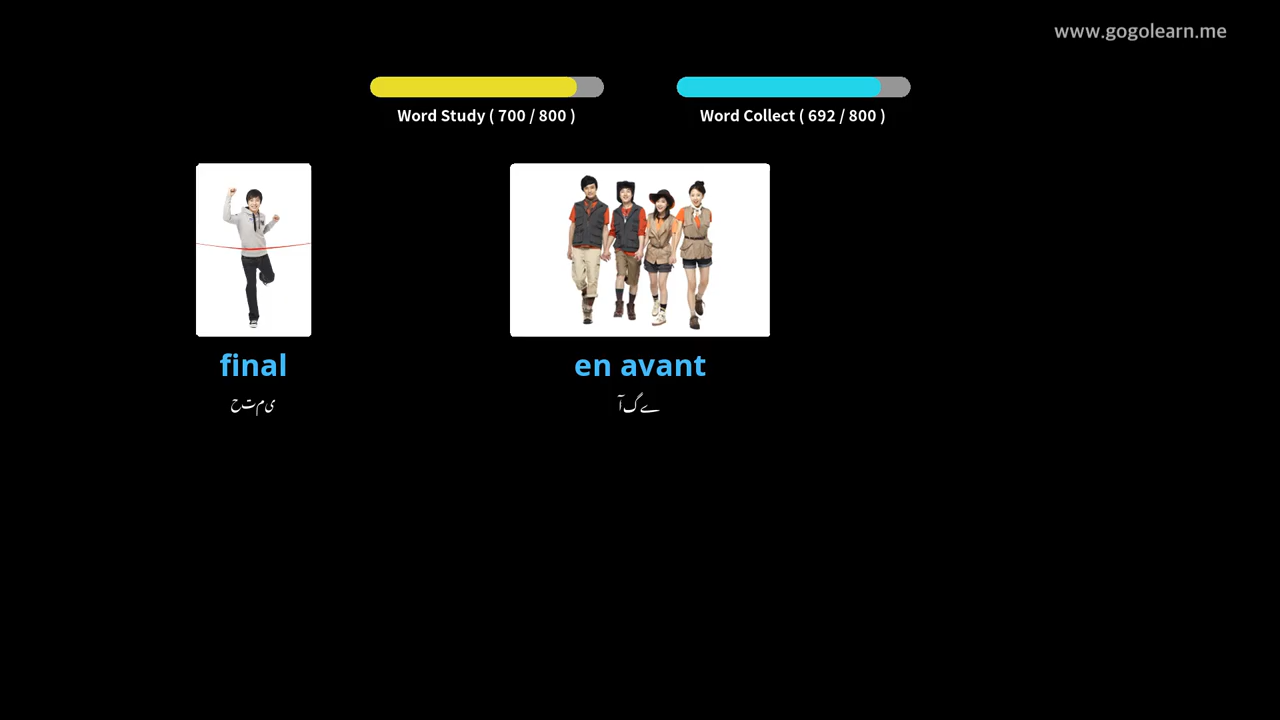 www.gogolearn.me
Word Study ( 700 / 800 )
Word Collect ( 692 / 800 )
final
en avant
حتمی
آگے